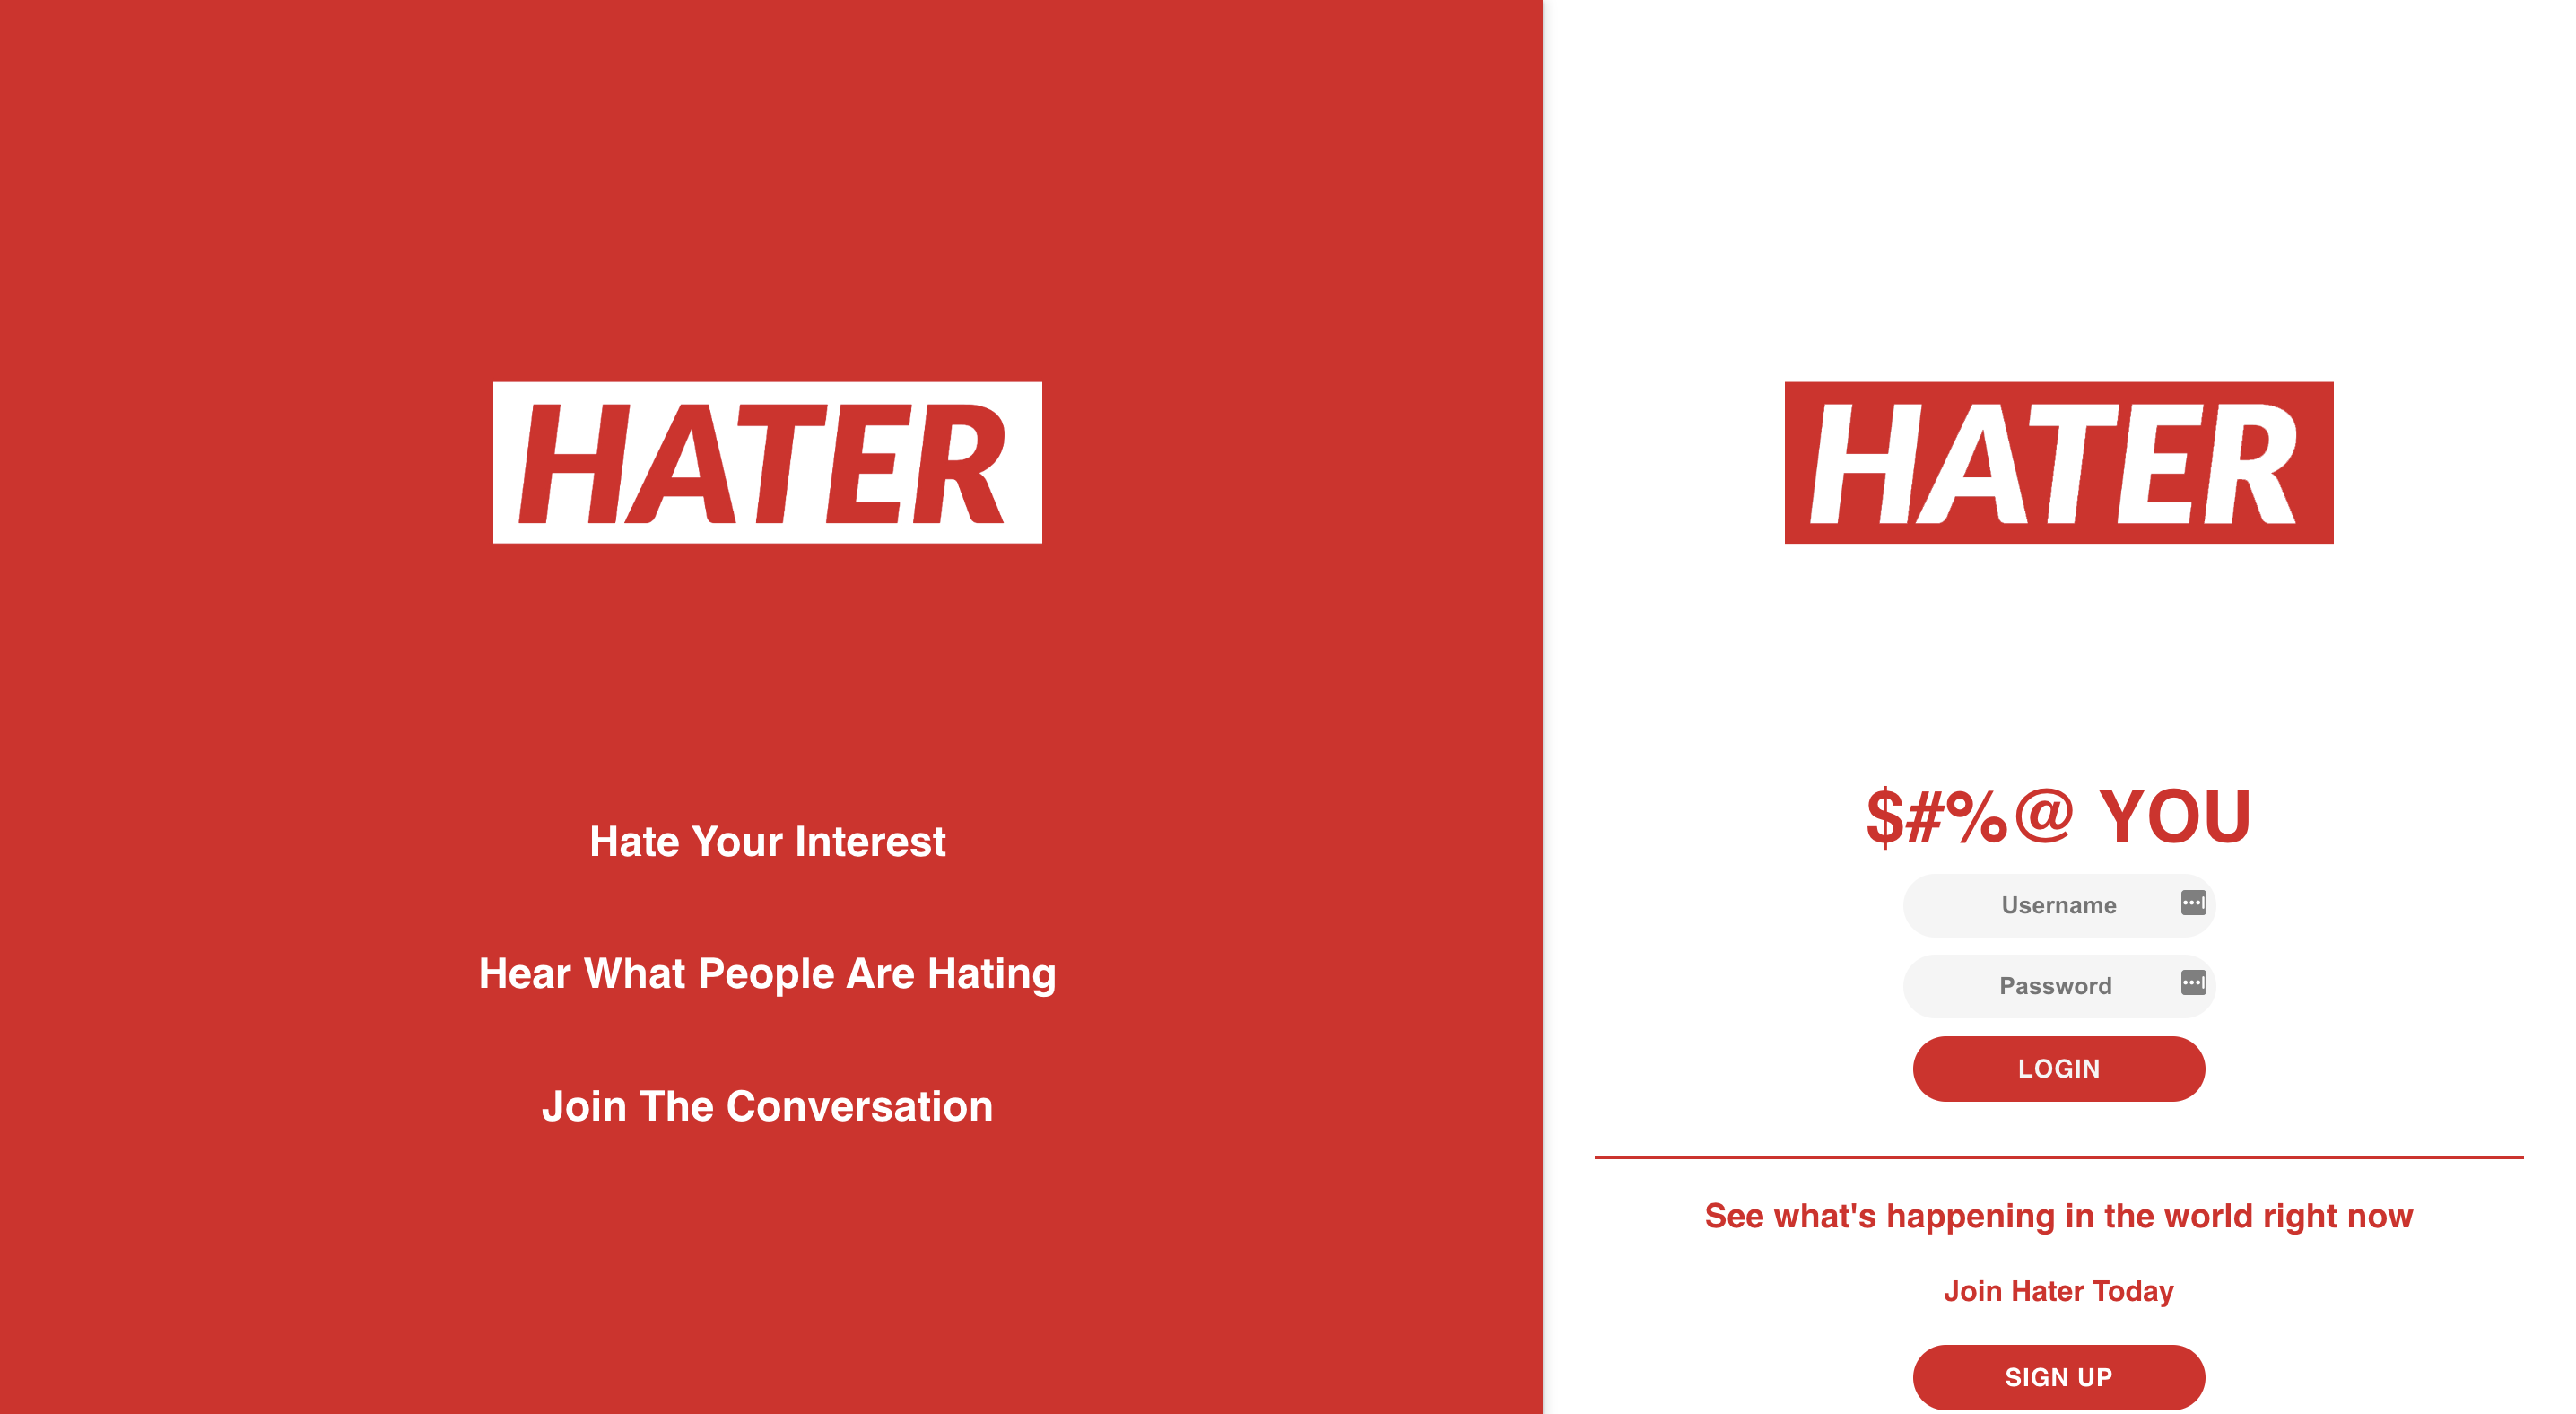 HATER
Hate Your Interest
Hear What People Are Hating
Join The Conversation
HATER
$#%@ YOU
Username
Password
LOGIN
See what's happening in the world right now
Join Hater Today
SIGN UP